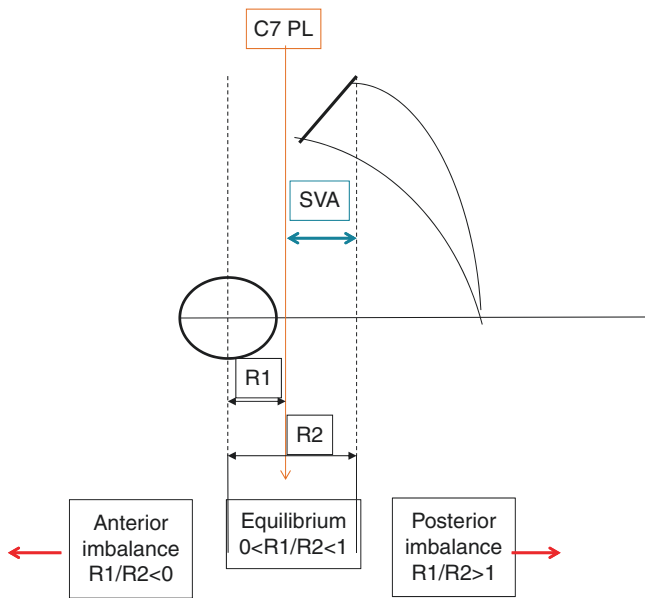 C7 PL
SVA
R1
R2
Anterior
imbalance
R1/R2<0
Equilibrium
0<R1/R2<1
Posterior
imbalance
R1/R2>1